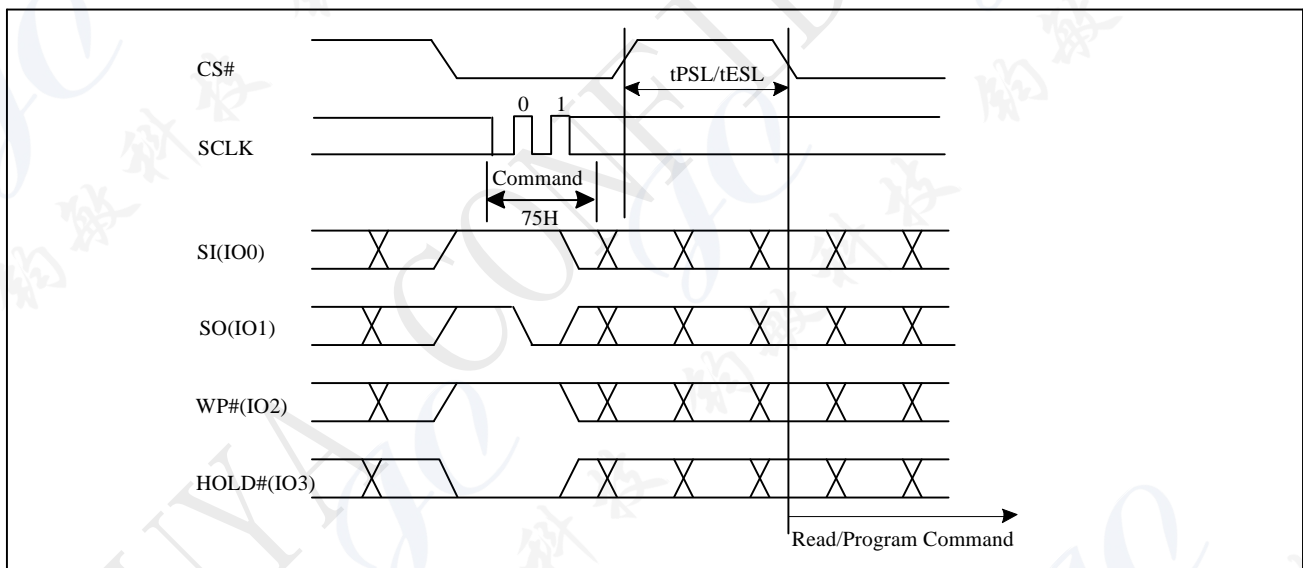 CS#
tPSL/tESL
0 1
SCLK
Command
75H
SI(IO0)
SO(IO1)
WP#(IO2)
HOLD#(IO3)
Read/Program Command